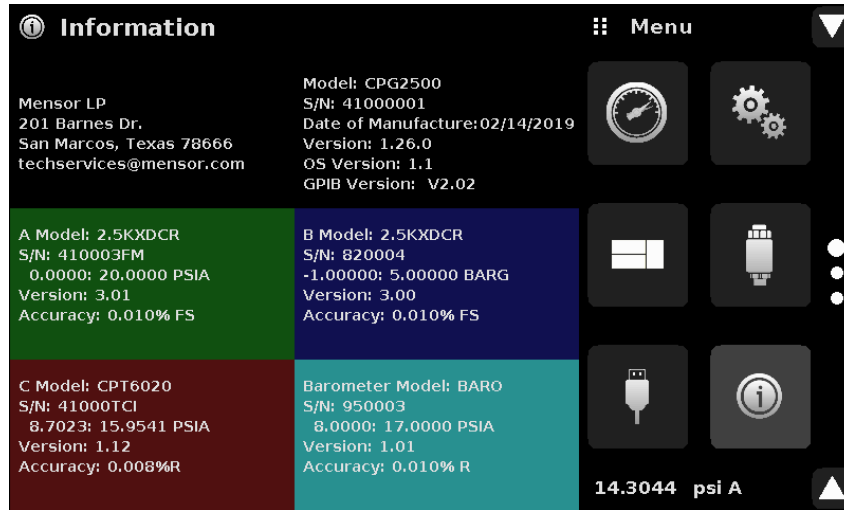 Information
Mensor LP
201 Barnes Dr.
San Marcos, Texas 78666
techservices@mensor.com
Model: CPG2500
S/N: 41000001
Date of Manufacture:02/14/2019
Version: 1.26.0
OS Version: 1.1
GPIB Version: V2.02
A Model: 2.5KXDCR
S/N: 410003FM
0.0000: 20.0000 PSIA
Version: 3.01
Accuracy: 0.010% FS
B Model: 2.5KXDCR
S/N: 820004
-1.00000: 5.00000 BARG
Version: 3.00
Accuracy: 0.010% FS
C Model: CPT6020
S/N: 41000TCI
8.7023: 15.9541 PSIA
Version: 1.12
Accuracy: 0.008%R
Barometer Model: BARO
S/N: 950003
8.0000: 17.0000 PSIA
Version: 1.01
Accuracy: 0.010% R
Menu
14.3044 psi A